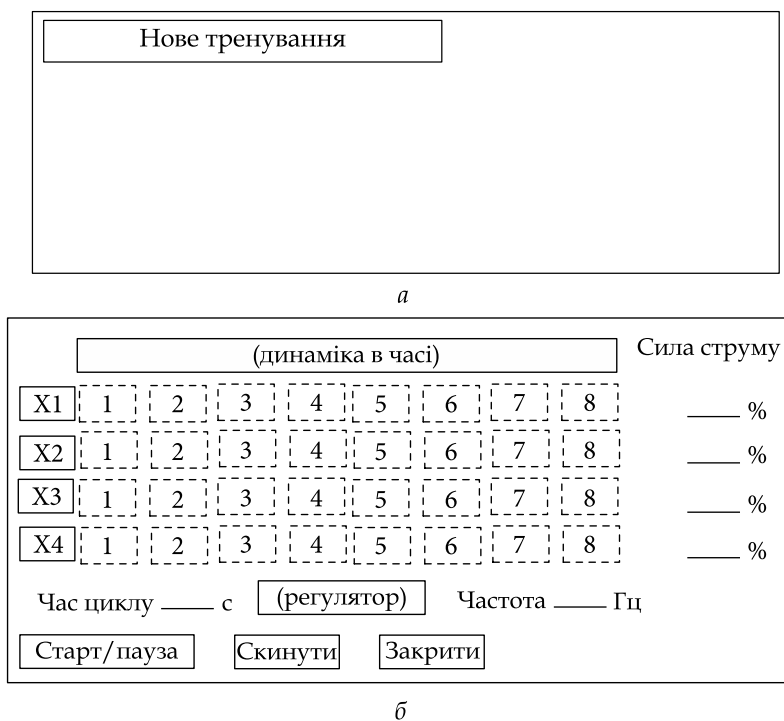 Нове тренування
а
(динаміка в часі) Сила струму
X1 1 2 3 4 5 6 7 8 ____ %
X2 1 2 3 4 5 6 7 8 ____ %
X3 1 2 3 4 5 6 7 8 ____ %
X4 1 2 3 4 5 6 7 8 ____ %
Час циклу ____ с (регулятор) Частота ____ Гц
Старт/пауза Скинути Закрити
б